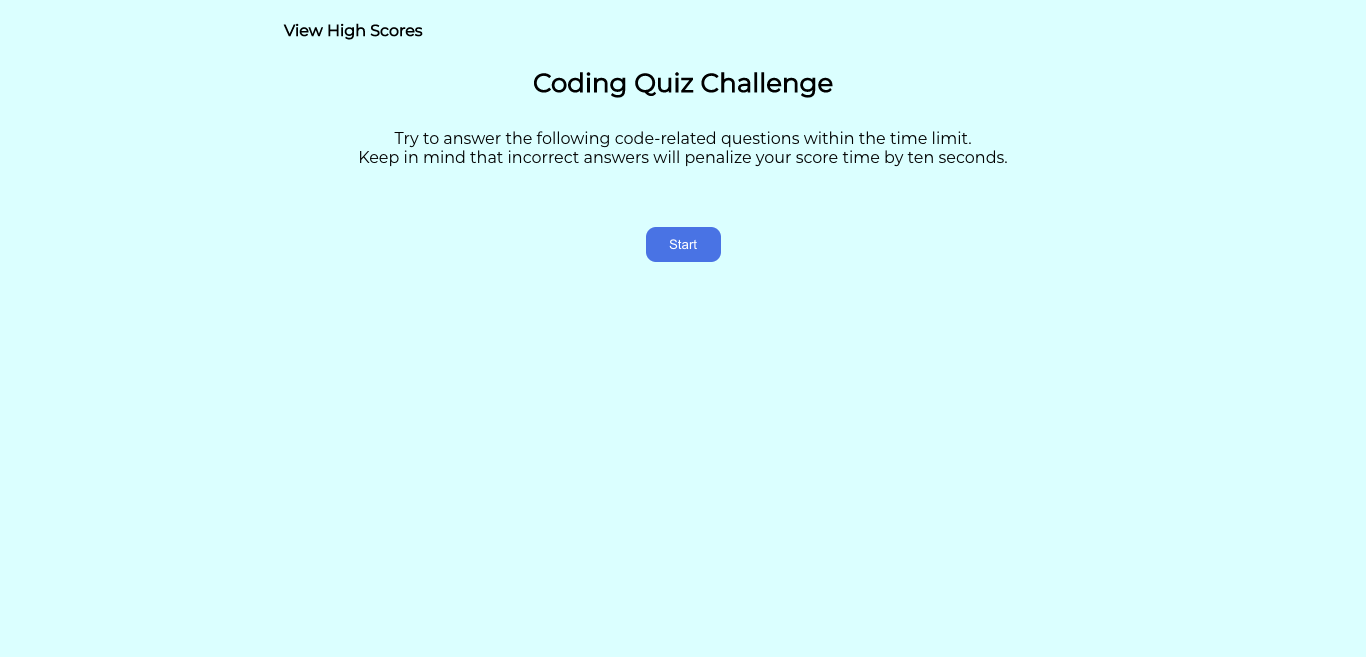 View High Scores
Coding Quiz Challenge
Try to answer the following code-related questions within the time limit.
Keep in mind that incorrect answers will penalize your score time by ten seconds.
Start